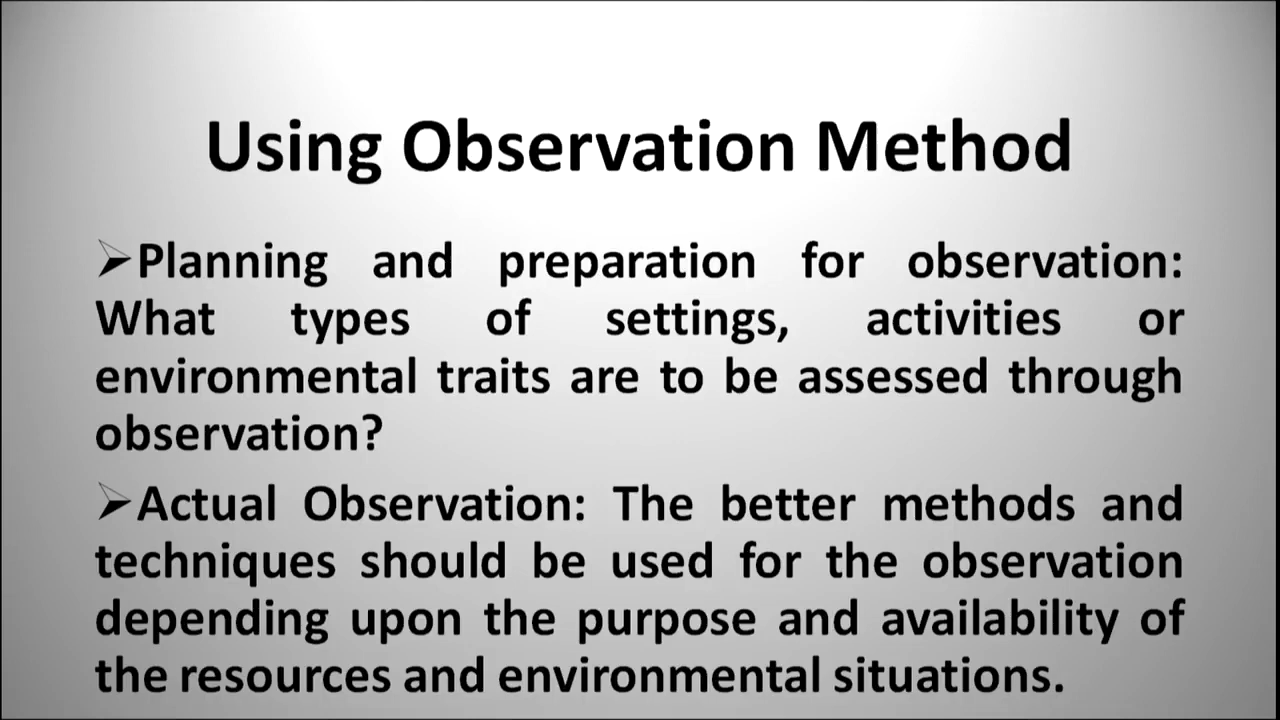 Using Observation Method
➢Planning and preparation for observation:
What types of settings, activities or
environmental traits are to be assessed through
observation?
➢Actual Observation: The better methods and
techniques should be used for the observation
depending upon the purpose and availability of
the resources and environmental situations.